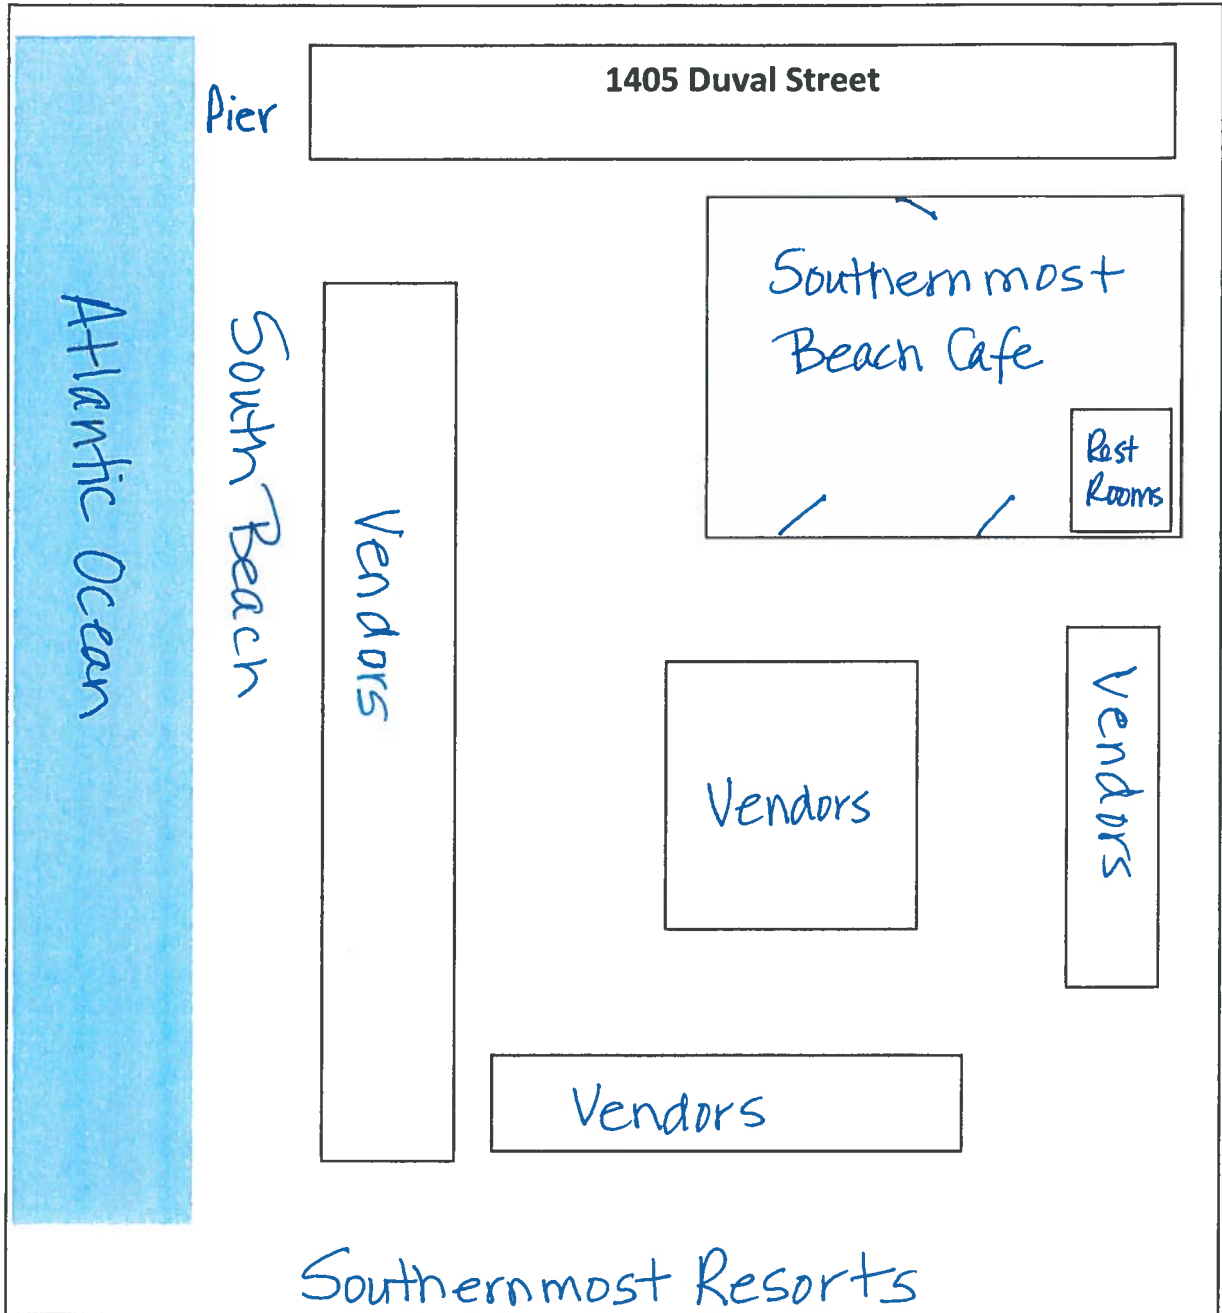 1405 Duval Street
Pier
Southernmost
Beach Cafe
Rest
Rooms
Atlantic Ocean
South Beach
Vendors
Vendors
Vendors
Vendors
Southernmost Resorts